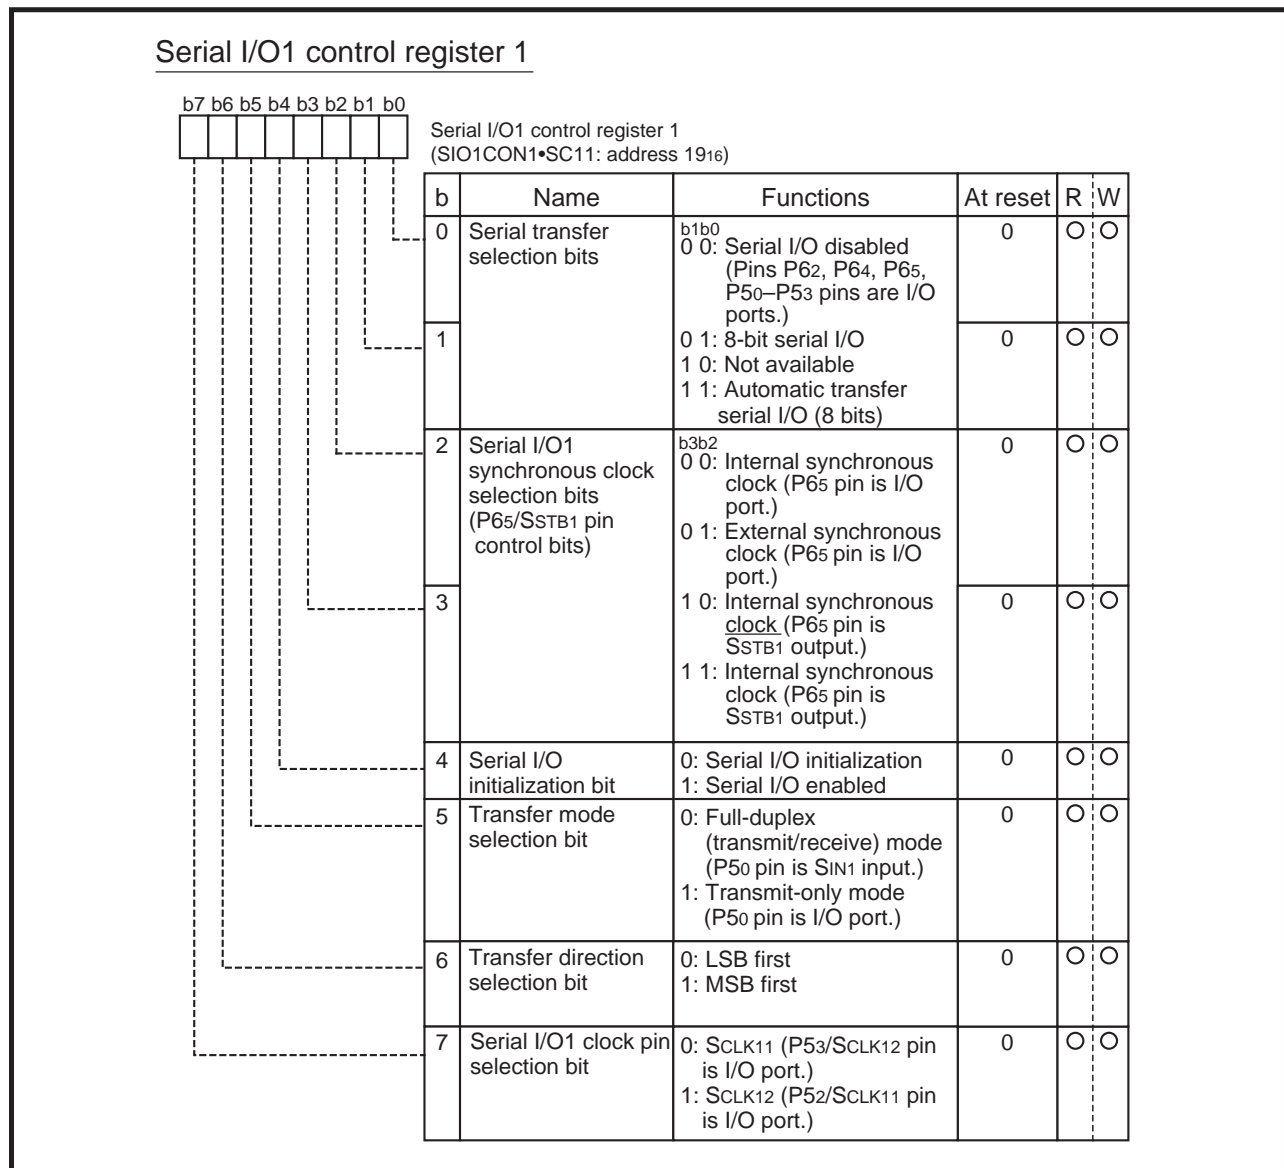 Serial I/O1 control register 1
b7 b6 b5 b4 b3 b2 b1 b0
Serial I/O1 control register 1
(SIO1CON1•SC11: address 1916)
b Name Functions At reset R W
0 Serial transfer selection bits
b1b0
0 0: Serial I/O disabled
(Pins P62, P64, P65,
P50–P53 pins are I/O
ports.)
0 ○ ○
1
0 1: 8-bit serial I/O
1 0: Not available
1 1: Automatic transfer
serial I/O (8 bits)
0 ○ ○
2 Serial I/O1
synchronous clock
selection bits
(P65/SSTB1 pin
control bits)
b3b2
0 0: Internal synchronous
clock (P65 pin is I/O
port.)
0 1: External synchronous
clock (P65 pin is I/O
port.)
0 ○ ○
3
1 0: Internal synchronous
clock (P65 pin is
SSTB1 output.)
1 1: Internal synchronous
clock (P65 pin is
SSTB1 output.)
0 ○ ○
4 Serial I/O
initialization bit
0: Serial I/O initialization
1: Serial I/O enabled
0 ○ ○
5 Transfer mode
selection bit
0: Full-duplex
(transmit/receive) mode
(P50 pin is SIN1 input.)
1: Transmit-only mode
(P50 pin is I/O port.)
0 ○ ○
6 Transfer direction
selection bit
0: LSB first
1: MSB first
0 ○ ○
7 Serial I/O1 clock pin
selection bit
0: SCLK11 (P53/SCLK12 pin
is I/O port.)
1: SCLK12 (P52/SCLK11 pin
is I/O port.)
0 ○ ○